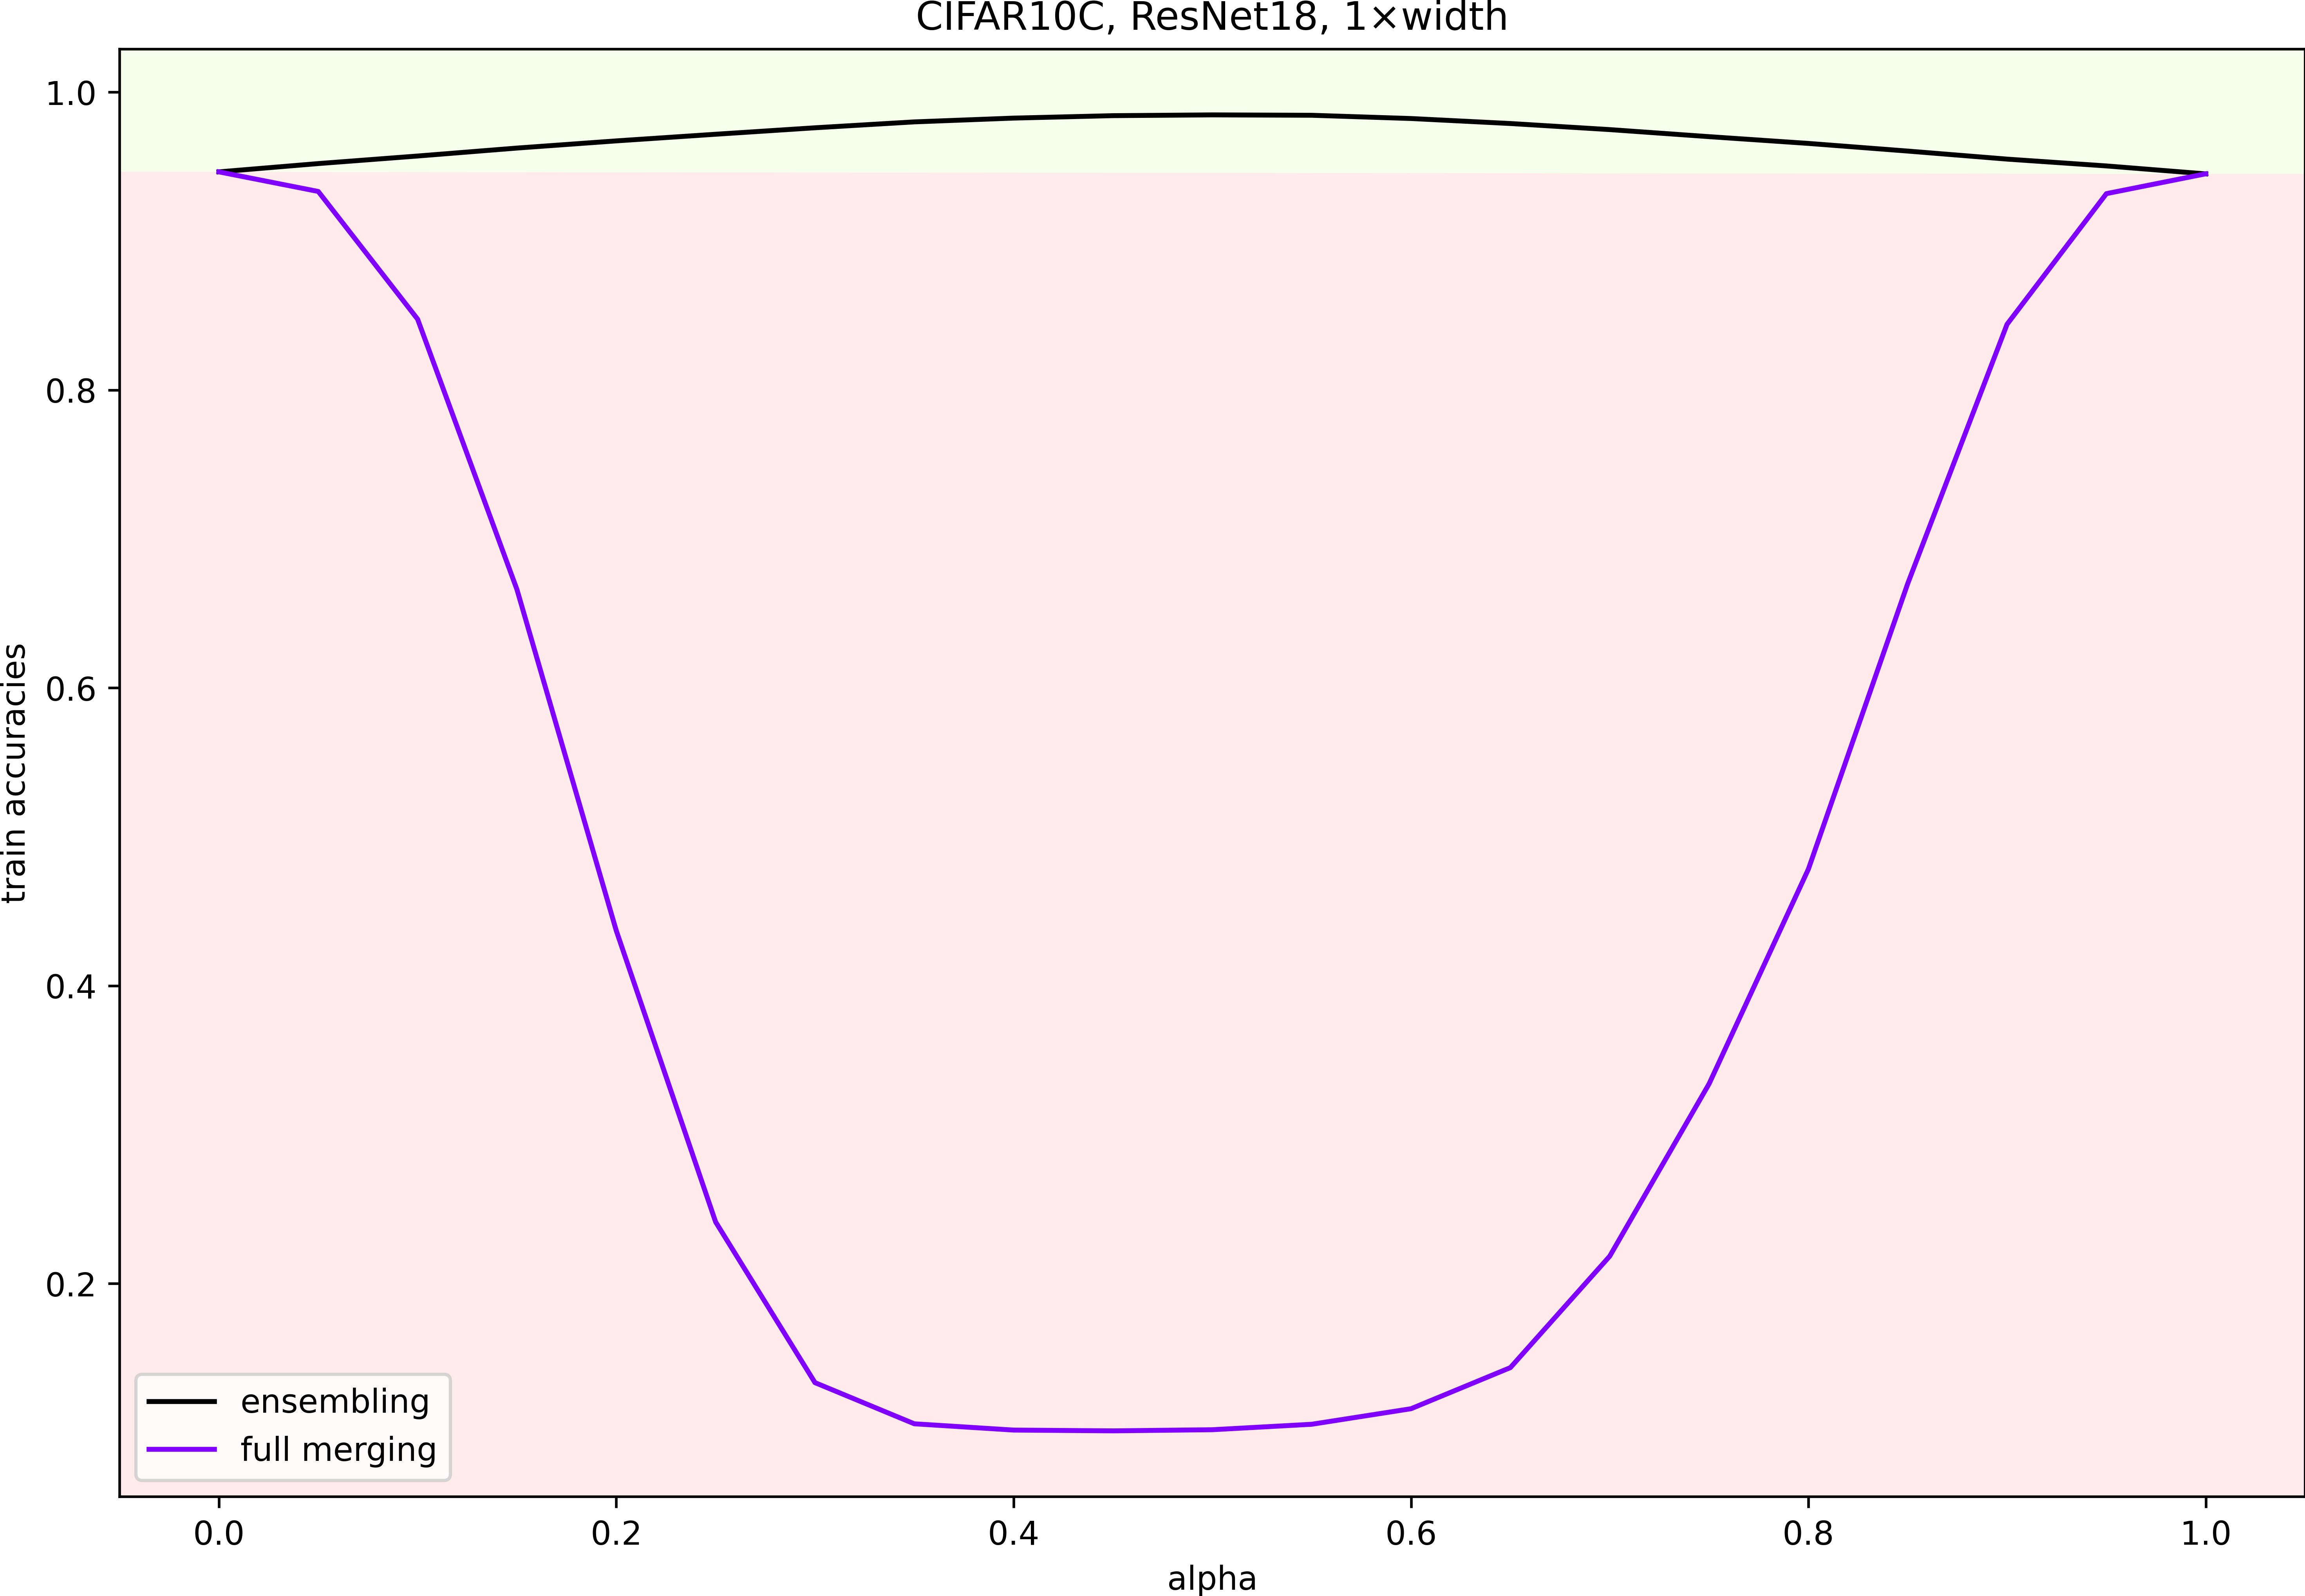 CIFAR10C, ResNet18, 1×width
1.0
0.8
0.6
0.4
0.2
train accuracies
ensembling
full merging
0.0 0.2 0.4 0.6 0.8 1.0
alpha